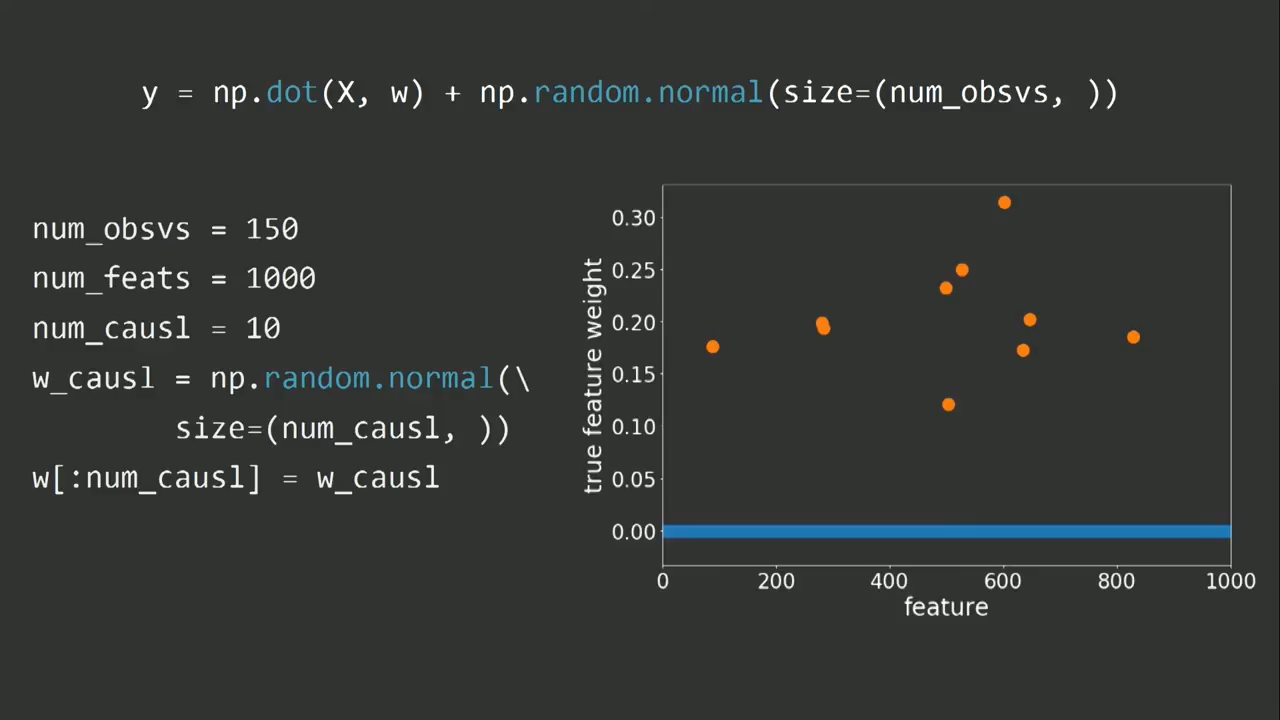 y = np.dot(X, w) + np.random.normal(size=(num_obsvs, ))
num_obsvs = 150
num_feats = 1000
num_causl = 10
w_causl = np.random.normal(\
size=(num_causl, ))
w[:num_causl] = w_causl
true feature weight
0.30
0.25
0.20
0.15
0.10
0.05
0.00
0 200 400 600 800 1000
feature